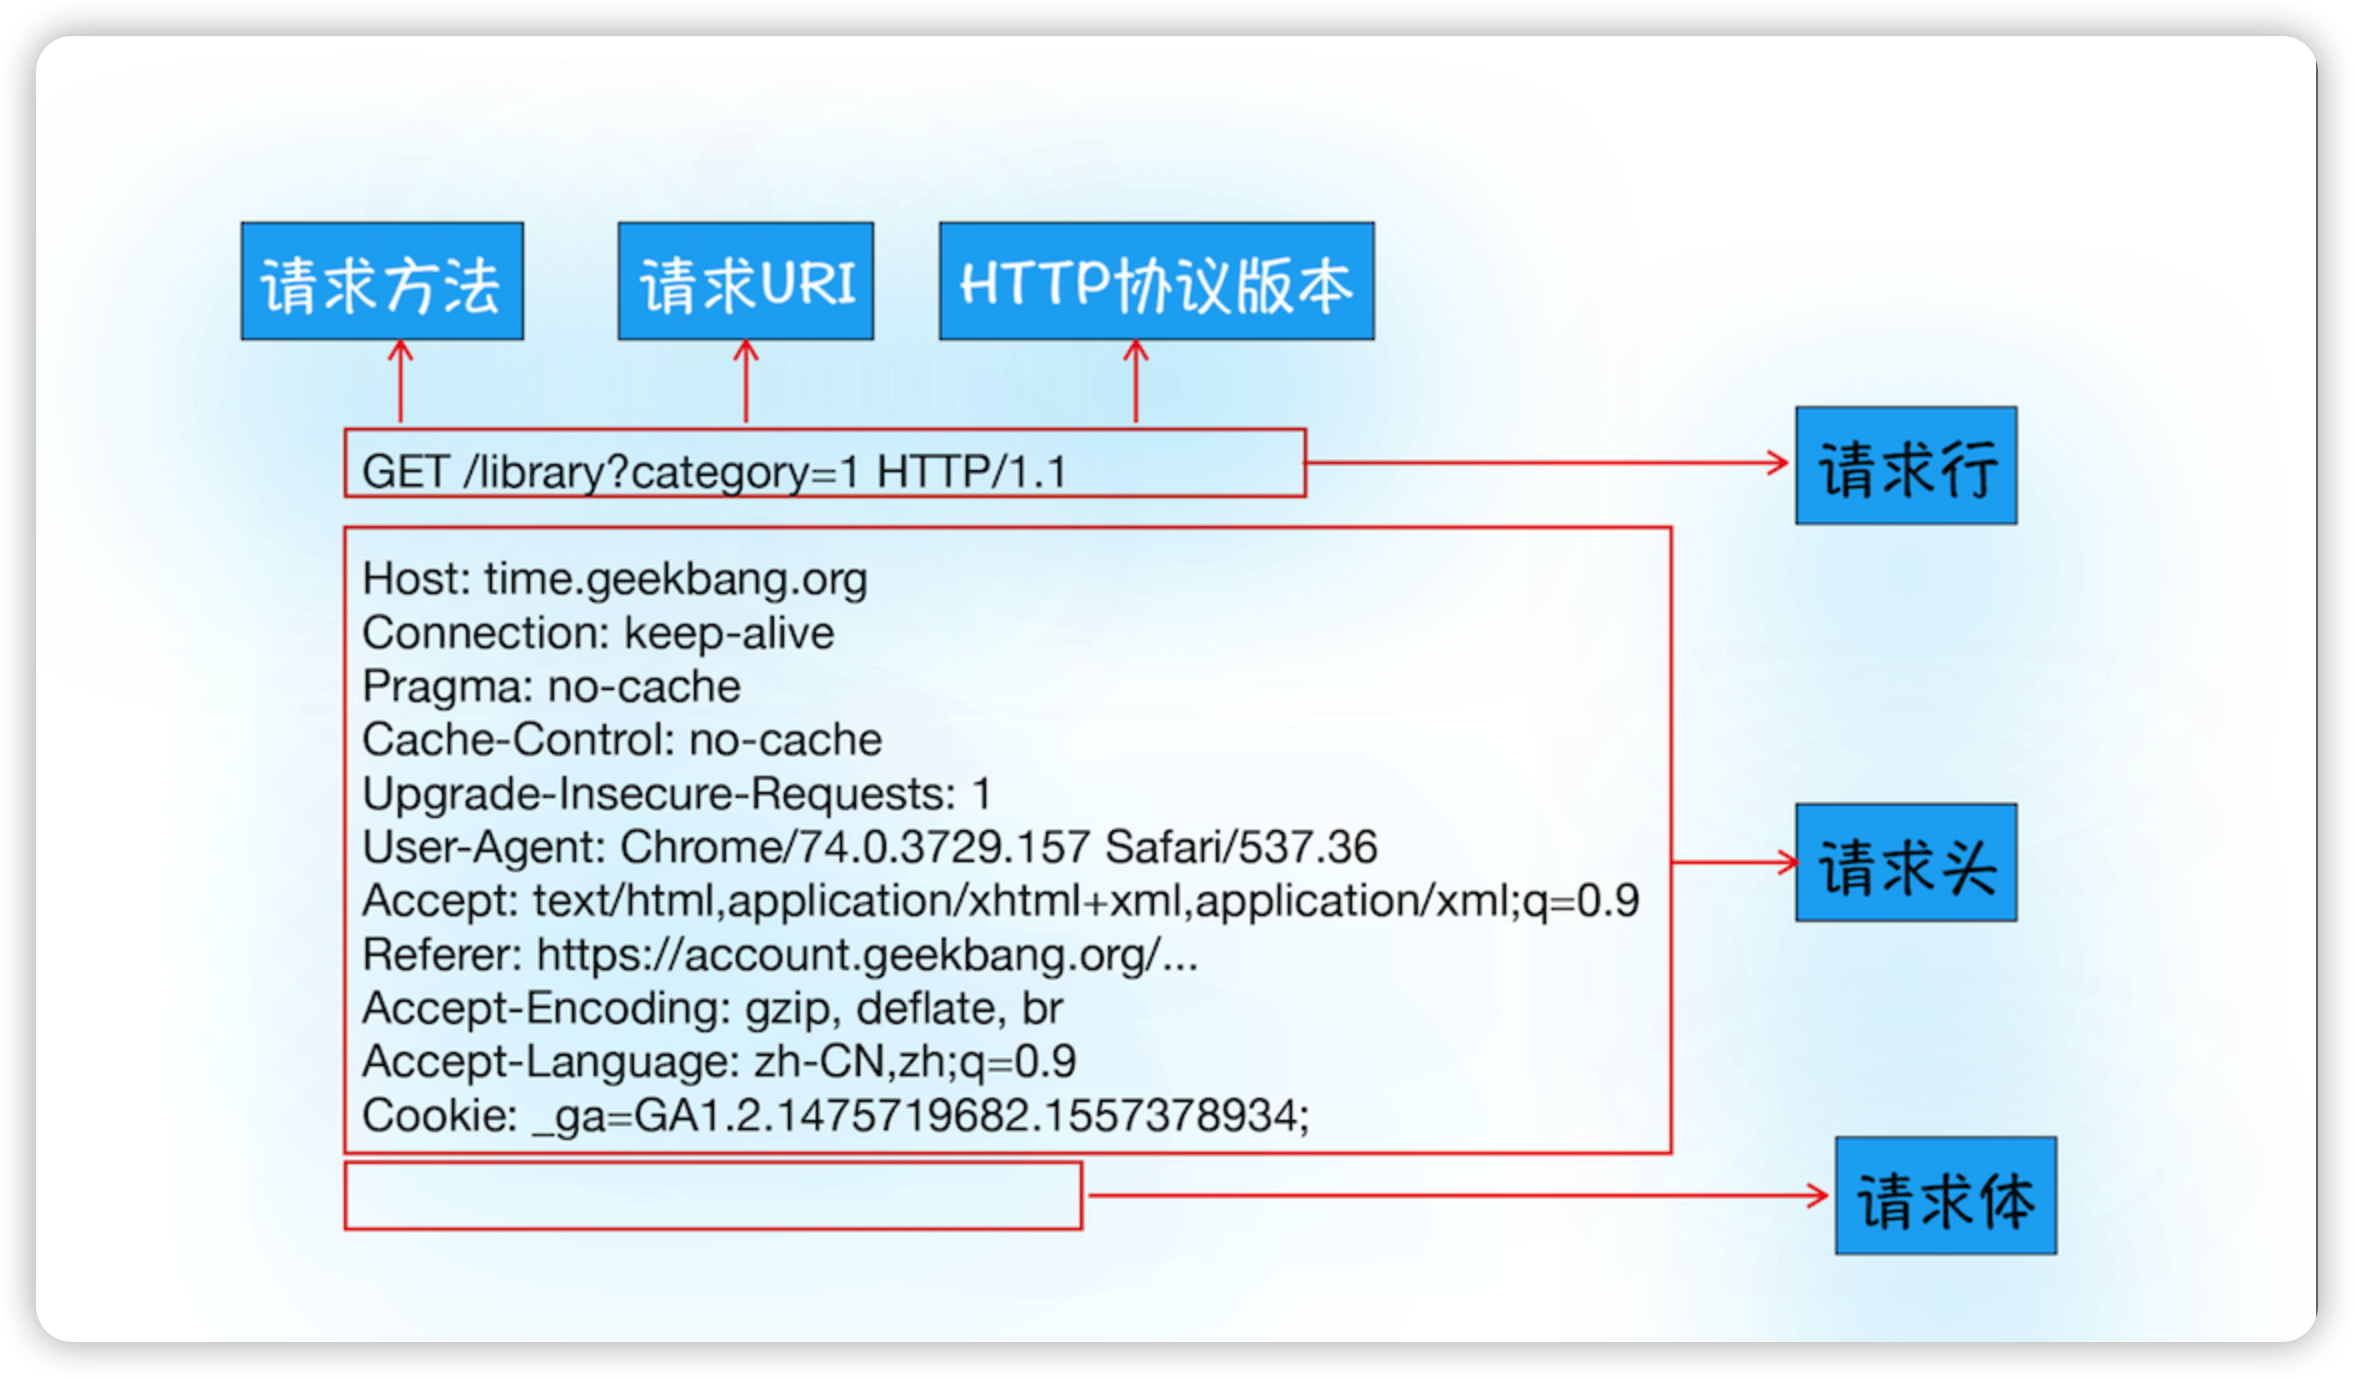 请求方法
请求URI
HTTP协议版本
GET /library?category=1 HTTP/1.1
请求行
Host: time.geekbang.org
Connection: keep-alive
Pragma: no-cache
Cache-Control: no-cache
Upgrade-Insecure-Requests: 1
User-Agent: Chrome/74.0.3729.157 Safari/537.36
Accept: text/html,application/xhtml+xml,application/xml;q=0.9
Referer: https://account.geekbang.org/...
Accept-Encoding: gzip, deflate, br
Accept-Language: zh-CN,zh;q=0.9
Cookie: _ga=GA1.2.1475719682.1557378934;
请求头
请求体